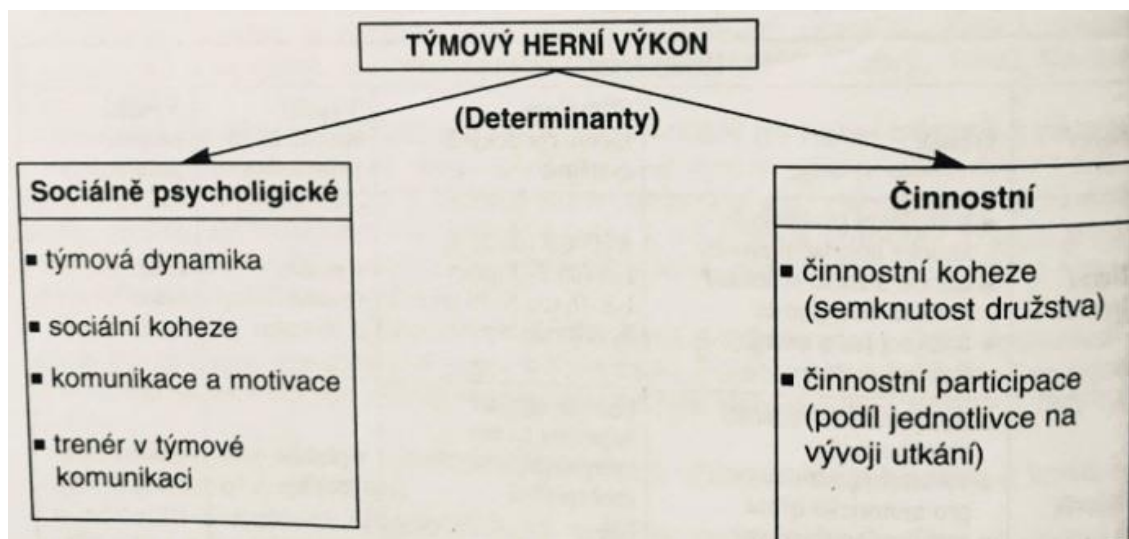 TÝMOVÝ HERNÍ VÝKON
(Determinanty)
Sociálně psycholigické
▪ týmová dynamika
▪ sociální koheze
▪ komunikace a motivace
▪ trenér v týmové
komunikaci
Činnostní
▪ činnostní koheze
(semknutost družstva)
▪ činnostní participace
(podíl jednotlivce na
vývoji utkání)